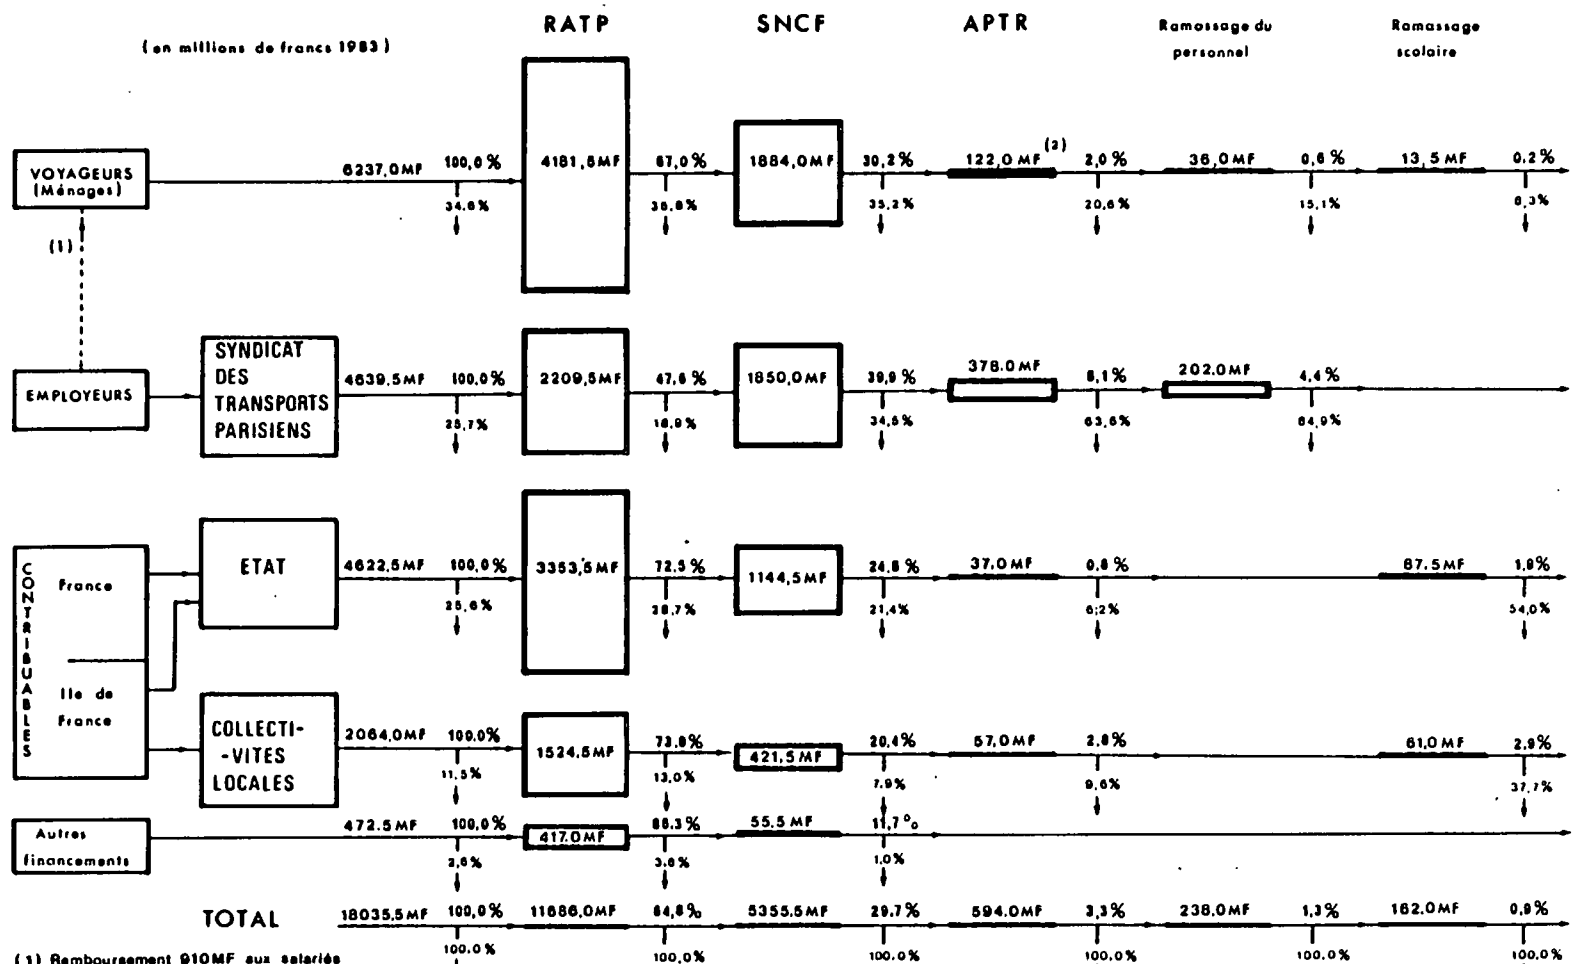 RATP SNCF APTR Ramossage du Ramassage
(en millions de francs 1983) personnel scolaire
VOYAGEURS
(Ménages)
6237,0MF 100,0% 4181,5MF 67,0% 1884,0MF 30,2% 122,0 MF (2) 2,0% 36,0MF 0,6% 13,5 MF 0,2%
34,6% 35,8% 35,2% 20,6% 15,1% 8,3%
(1)
EMPLOYEURS
SYNDICAT
DES
TRANSPORTS
PARISIENS
4639,5MF 100,0% 2209,5MF 47,6% 1850,0MF 39,9% 378.0MF 8,1% 202.0MF 4,4%
25,7% 18,9% 34,5% 63,6% 84,9%
CONTRIBUABLES
France
Ile de
France
ETAT
4622,5MF 100,0% 3353,5MF 72,5% 1144,5MF 24,8% 37,0MF 0,8% 87.5MF 1,9%
25,6% 28,7% 21,4% 6,2% 54,0%
COLLECTI-
-VITES
LOCALES
2064,0MF 100,0% 1524,5MF 73,8% 421,5MF 20,4% 57,0MF 2,8% 61,0MF 2,9%
11,5% 13,0% 7,9% 9,6% 37,7%
Autres
financements
472.5MF 100,0% 417.0MF 88,3% 55,5MF 11,7%
2,6% 3,6% 1,0%
TOTAL
18035,5MF 100,0% 11686,0MF 64,8% 5355,5MF 29,7% 594.0MF 3,3% 238.0MF 1,3% 162.0MF 0,9%
100.0% 100,0% 100.0% 100.0% 100.0% 100.0%
(1) Remboursement 910MF aux salariés